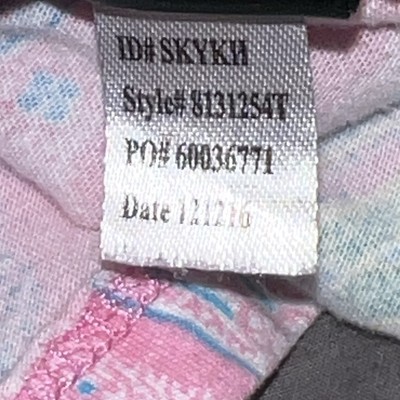 ID# SKYKH
Style# 8131254T
PO# 60036771
Date 121216